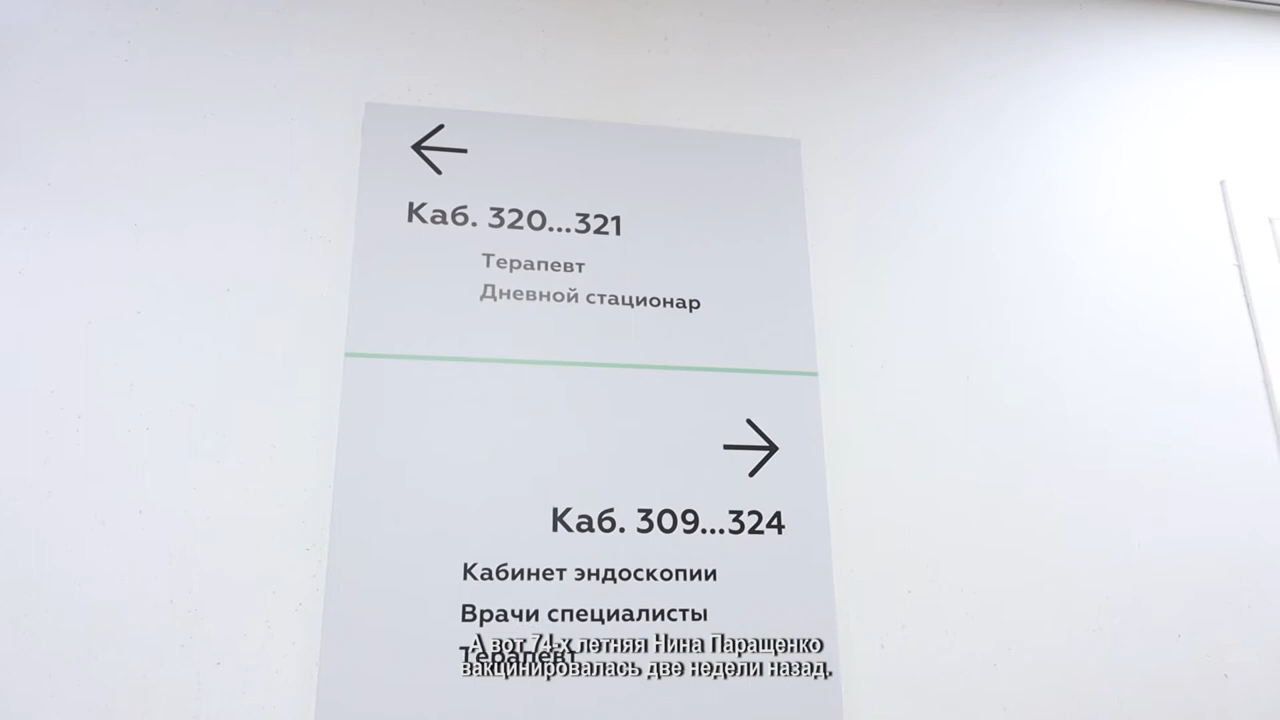 Каб. 320...321
Терапевт
Дневной стационар
Каб. 309...324
Кабинет эндоскопии
Врачи специалисты
Терапевт
А вот 74-х летняя Нина Паращенко
вакцинировалась две недели назад.